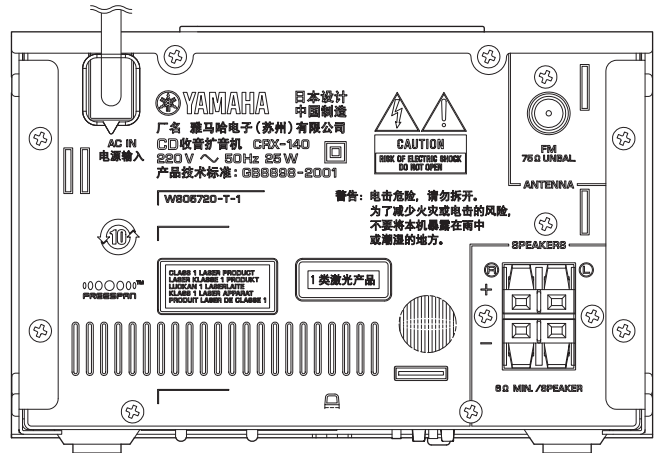 YAMAHA
日本设计
中国制造
厂名 雅马哈电子（苏州）有限公司
CD收音扩音机 CRX-140
220V ～ 50Hz 25W
产品技术标准：GB8898-2001
W805720-T-1
AC IN
电源输入
CAUTION
RISK OF ELECTRIC SHOCK
DO NOT OPEN
警告：电击危险，请勿拆开。
为了减少火灾或电击的风险，
不要将本机暴露在雨中
或潮湿的地方。
FM
75Ω UNBAL
ANTENNA
10
FREESPAN™
CLASS 1 LASER PRODUCT
LASER KLASSE 1 PRODUKT
LUOKAN 1 LASERLAITE
KLASS 1 LASER APPARAT
PRODUIT LASER DE CLASSE 1
1类激光产品
SPEAKERS
R L
+
−
6Ω MIN. /SPEAKER